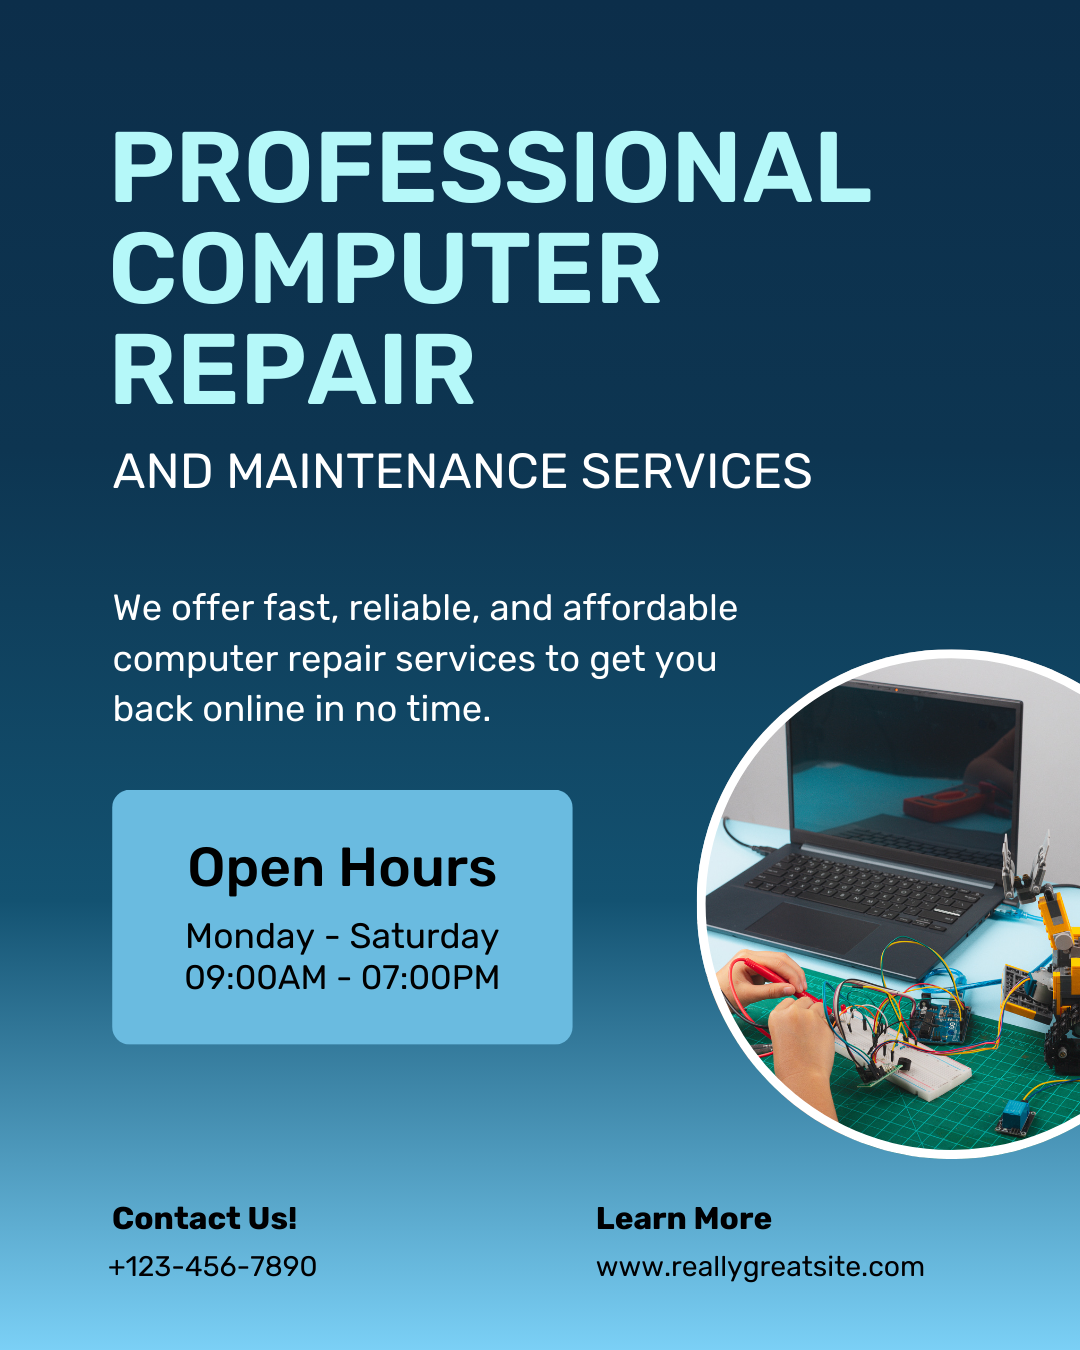 PROFESSIONAL
COMPUTER
REPAIR
AND MAINTENANCE SERVICES
We offer fast, reliable, and affordable
computer repair services to get you
back online in no time.
Open Hours
Monday - Saturday
09:00AM - 07:00PM
Contact Us!
+123-456-7890
Learn More
www.reallygreatsite.com